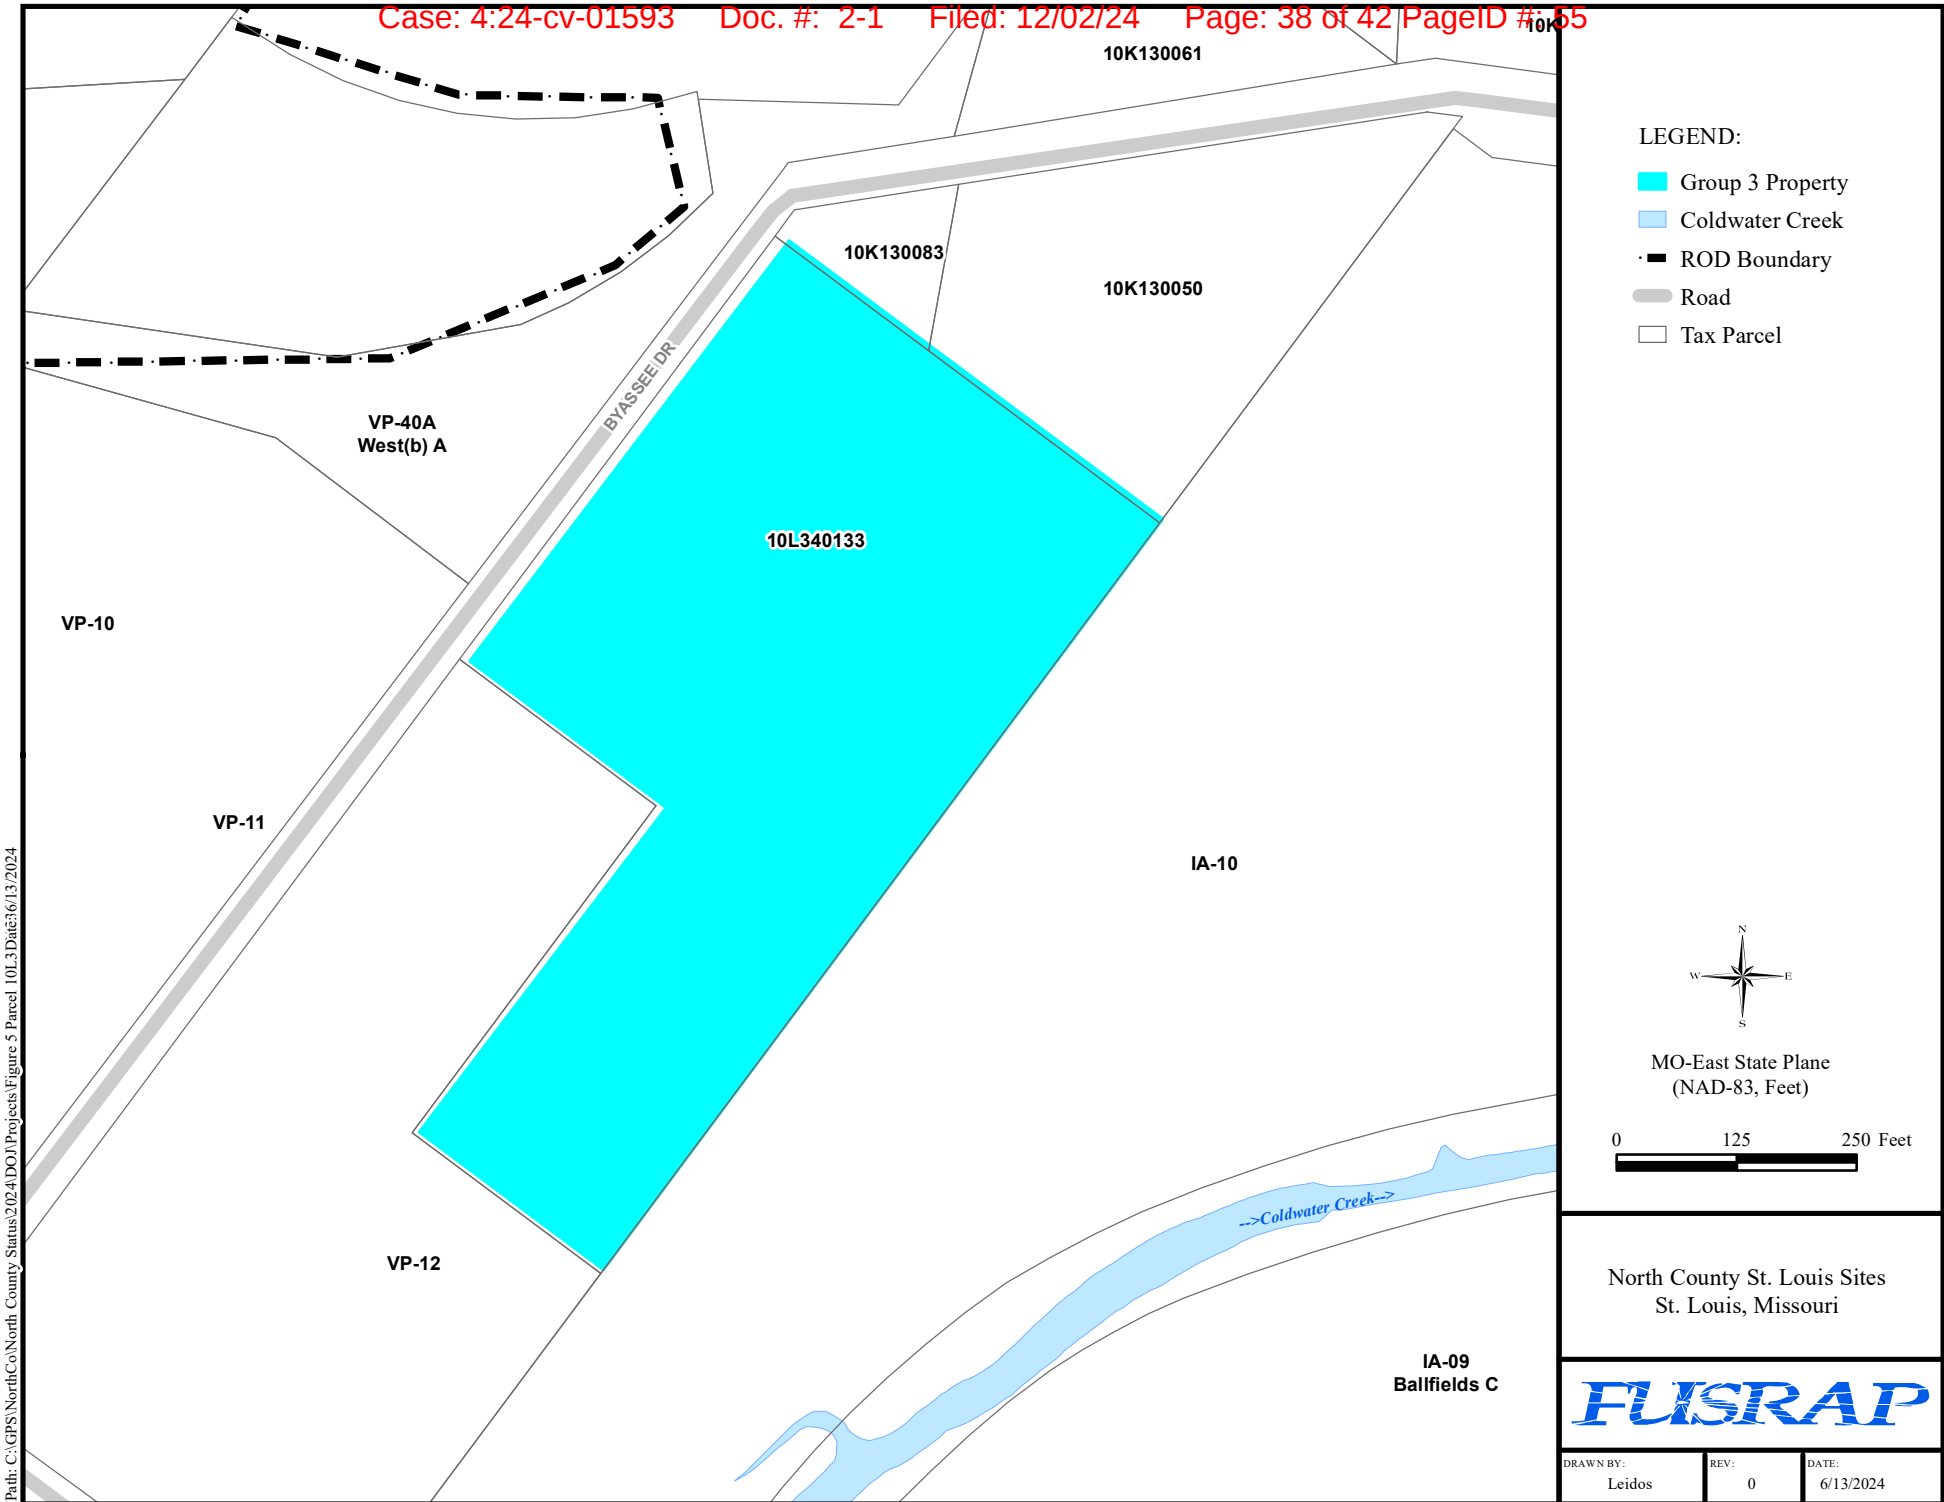 Case: 4:24-cv-01593 Doc. #: 2-1 Filed: 12/02/24 Page: 38 of 42 PageID #: 55
10K
10K130061
10K130083
10K130050
BYASSEE DR
VP-40A
West(b) A
10L340133
VP-10
VP-11
IA-10
VP-12
-->Coldwater Creek-->
IA-09
Ballfields C
LEGEND:
Group 3 Property
Coldwater Creek
ROD Boundary
Road
Tax Parcel
N
W E
S
MO-East State Plane
(NAD-83, Feet)
0 125 250 Feet
North County St. Louis Sites
St. Louis, Missouri
FUSRAP
DRAWN BY: REV: DATE:
Leidos 0 6/13/2024
Path: C:\GPS\NorthCo\North County Status\2024\DOJ\Projects\Figure 5 Parcel 10L3